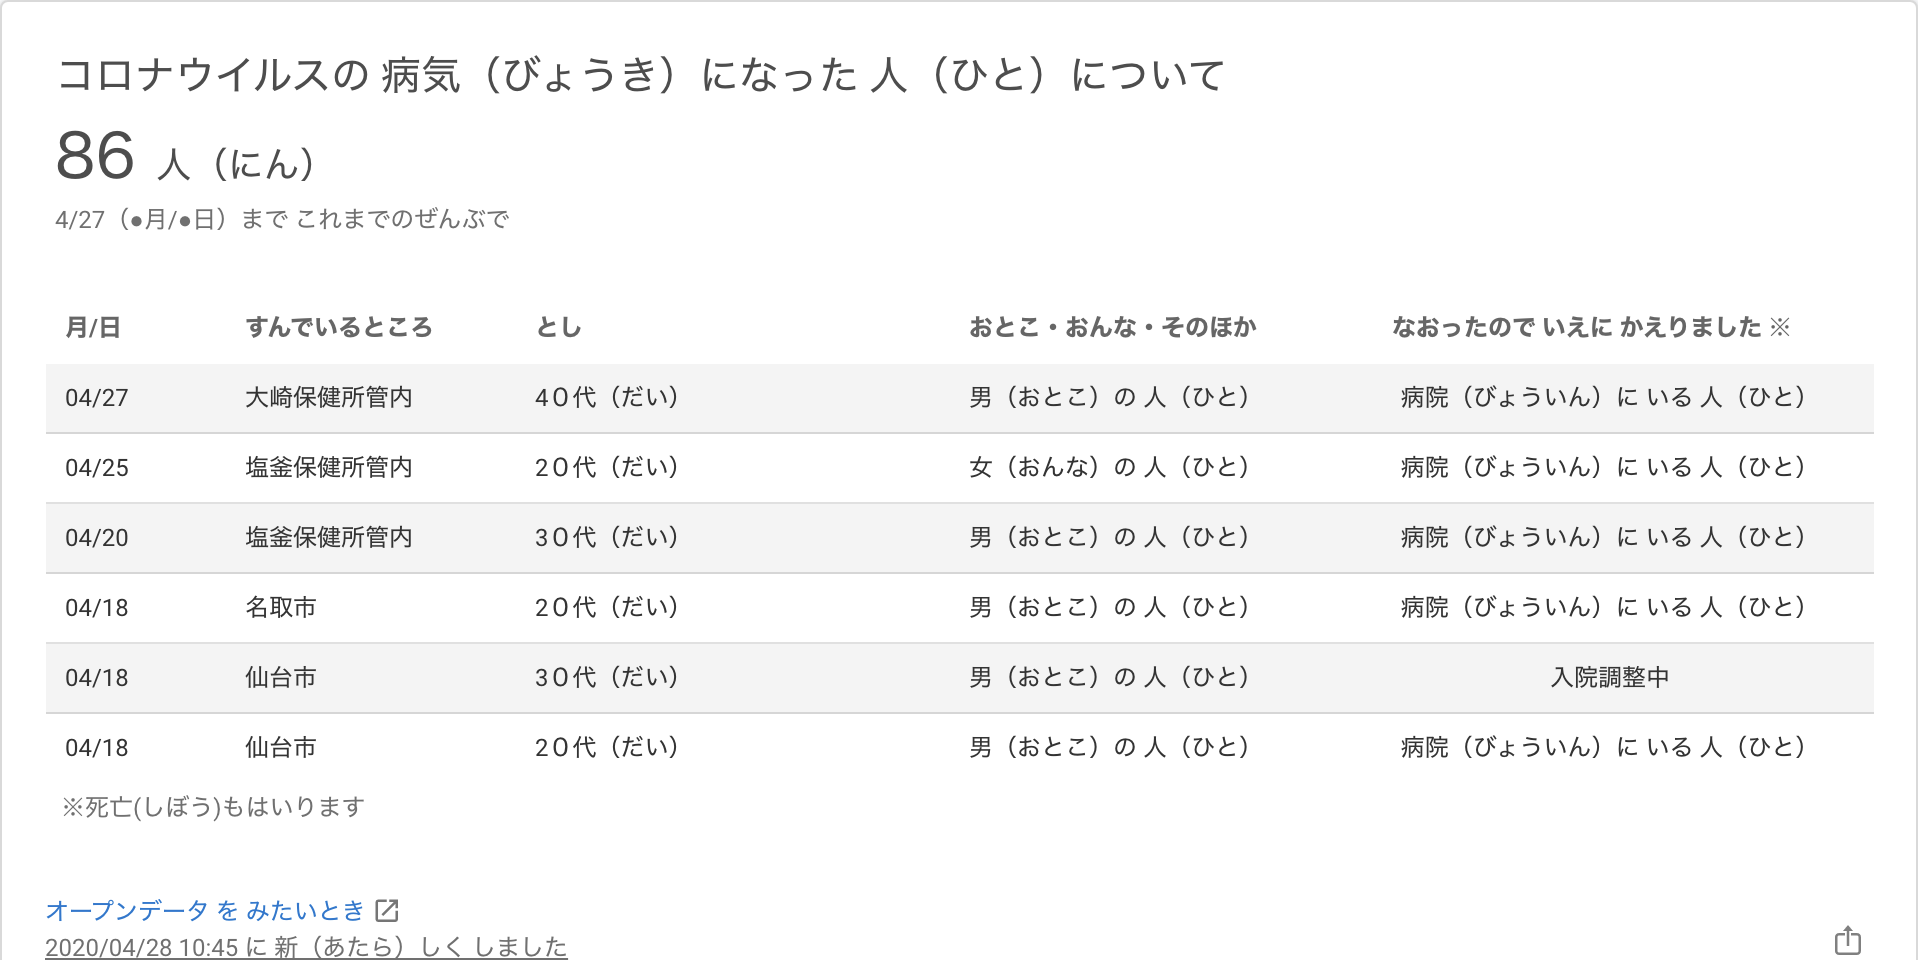 コロナウイルスの 病気（びょうき）になった 人（ひと）について
86 人（にん）
4/27（●月/●日）まで これまでのぜんぶで
月/日 すんでいるところ とし おとこ・おんな・そのほか なおったので いえに かえりました ※
04/27 大崎保健所管内 4０代（だい） 男（おとこ）の 人（ひと） 病院（びょういん）に いる 人（ひと）
04/25 塩釜保健所管内 2０代（だい） 女（おんな）の 人（ひと） 病院（びょういん）に いる 人（ひと）
04/20 塩釜保健所管内 3０代（だい） 男（おとこ）の 人（ひと） 病院（びょういん）に いる 人（ひと）
04/18 名取市 2０代（だい） 男（おとこ）の 人（ひと） 病院（びょういん）に いる 人（ひと）
04/18 仙台市 3０代（だい） 男（おとこ）の 人（ひと） 入院調整中
04/18 仙台市 2０代（だい） 男（おとこ）の 人（ひと） 病院（びょういん）に いる 人（ひと）
※死亡(しぼう)もはいります
オープンデータ を みたいとき
2020/04/28 10:45 に 新（あたら）しく しました